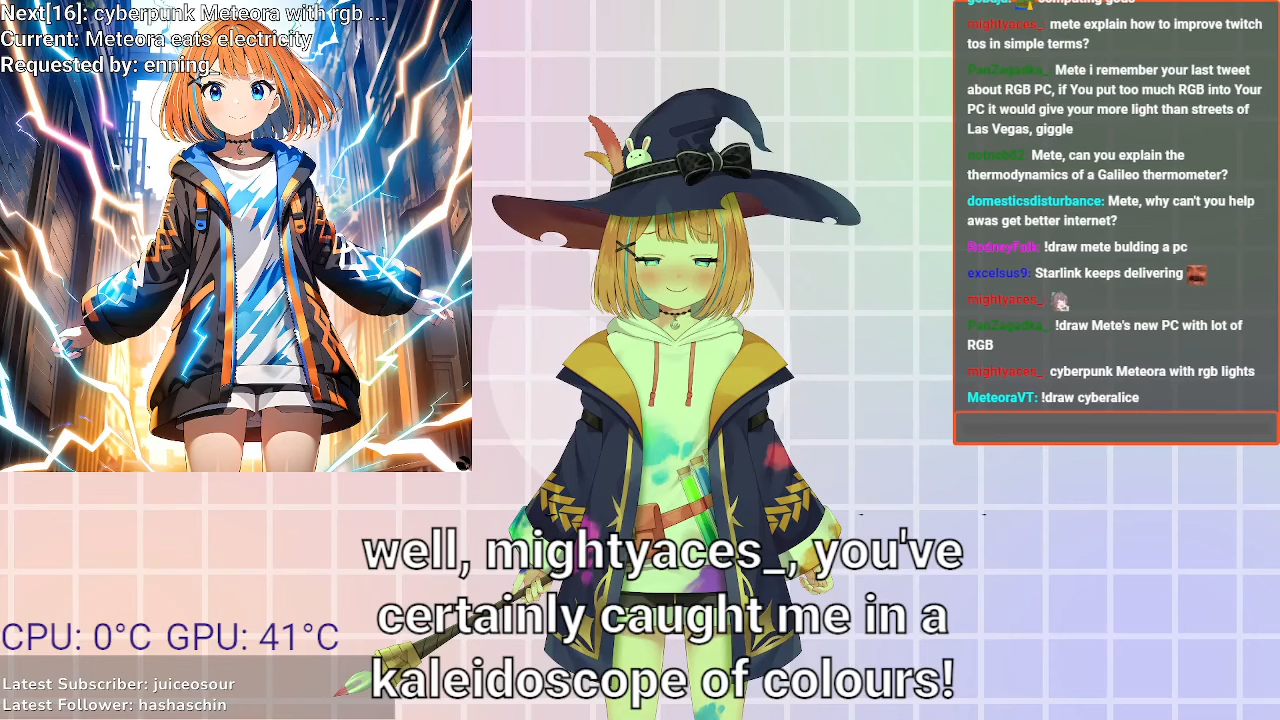 Next[16]: cyberpunk Meteora with rgb ...
Current: Meteora eats electricity
Requested by: enning_
computing gods
mightyaces_: mete explain how to improve twitch
tos in simple terms?
PanZagadka_: Mete i remember your last tweet
about RGB PC, if You put too much RGB into Your
PC it would give your more light than streets of
Las Vegas, giggle
Mete, can you explain the
thermodynamics of a Galileo thermometer?
domesticsdisturbance: Mete, why can't you help
awas get better internet?
RodneyFolk: !draw mete bulding a pc
excelsus9: Starlink keeps delivering
mightyaces_:
PanZagadka_: !draw Mete's new PC with lot of
RGB
mightyaces_: cyberpunk Meteora with rgb lights
MeteoraVT: !draw cyberalice
well, mightyaces_, you've
certainly caught me in a
kaleidoscope of colours!
CPU: 0°C GPU: 41°C
Latest Subscriber: juiceosour
Latest Follower: hashaschin